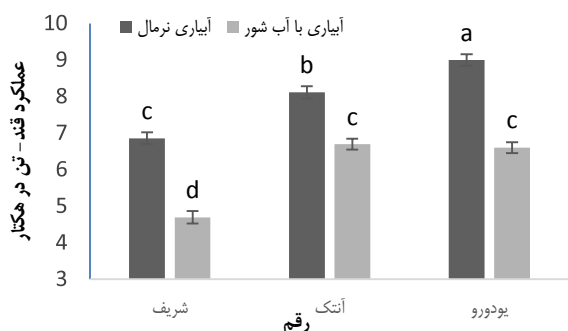 آبیاری نرمال آبیاری با آب شور
عملکرد قند - تن در هکتار
10
9
8
7
6
5
4
3
c
d
b
c
a
c
شریف آنتک یودورو
رقم